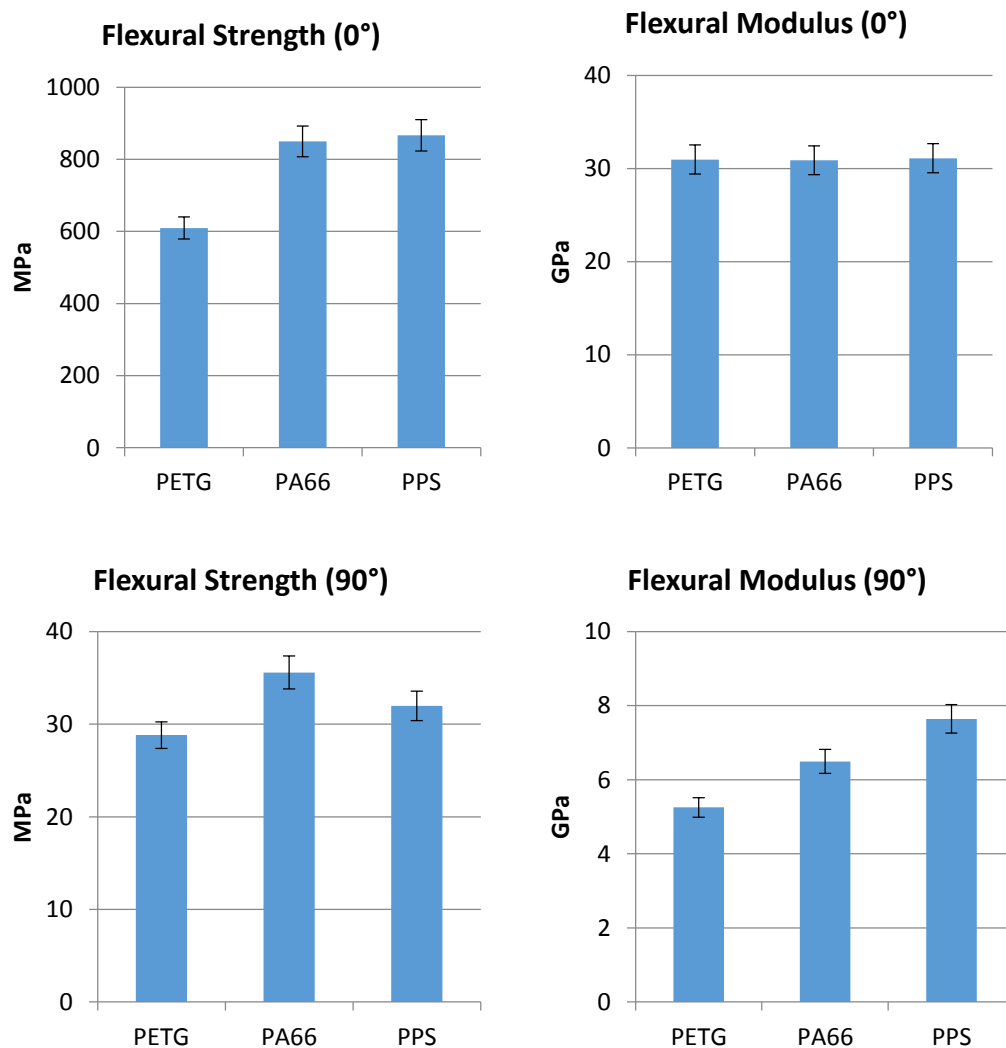 Flexural Strength (0°)
MPa
1000
800
600
400
200
0
PETG PA66 PPS
Flexural Modulus (0°)
GPa
40
30
20
10
0
PETG PA66 PPS
Flexural Strength (90°)
MPa
40
30
20
10
0
PETG PA66 PPS
Flexural Modulus (90°)
GPa
10
8
6
4
2
0
PETG PA66 PPS